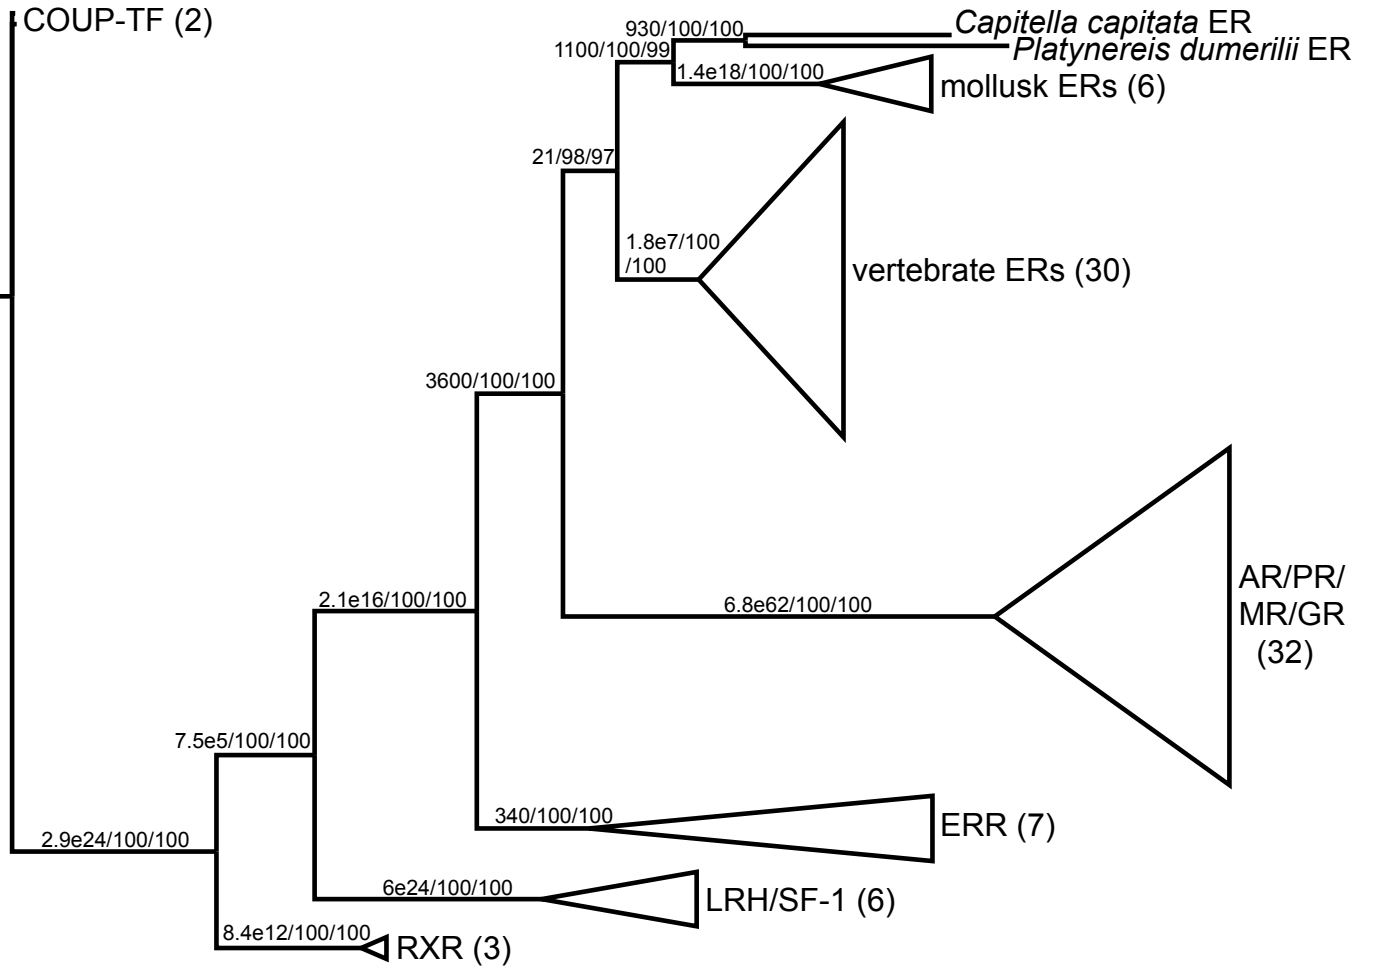 COUP-TF (2)
930/100/100
Capitella capitata ER
1100/100/99
Platynereis dumerilii ER
1.4e18/100/100
mollusk ERs (6)
21/98/97
1.8e7/100
/100
vertebrate ERs (30)
3600/100/100
AR/PR/
MR/GR
(32)
6.8e62/100/100
2.1e16/100/100
7.5e5/100/100
340/100/100
ERR (7)
2.9e24/100/100
6e24/100/100
LRH/SF-1 (6)
8.4e12/100/100
RXR (3)